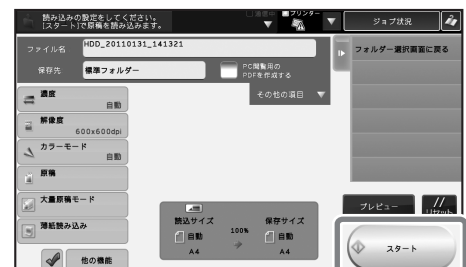 読み込みの設定をしてください。
[スタート]で原稿を読み込みます。
プリンター
ジョブ状況
ファイル名
HDD_20110131_141321
フォルダー選択画面に戻る
保存先
標準フォルダー
PC閲覧用の
PDFを作成する
その他の項目
濃度
自動
解像度
600x600dpi
カラーモード
自動
原稿
大量原稿モード
薄紙読み込み
他の機能
読込サイズ
100%
保存サイズ
自動
自動
A4
A4
プレビュー
リセット
スタート